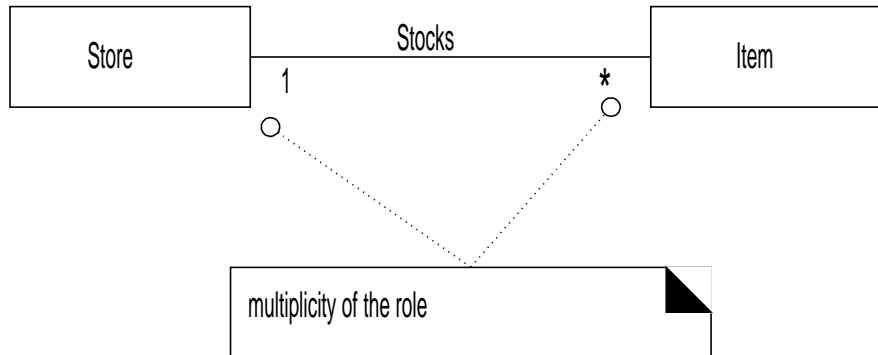 Stocks
Store
Item
1
*
multiplicity of the role